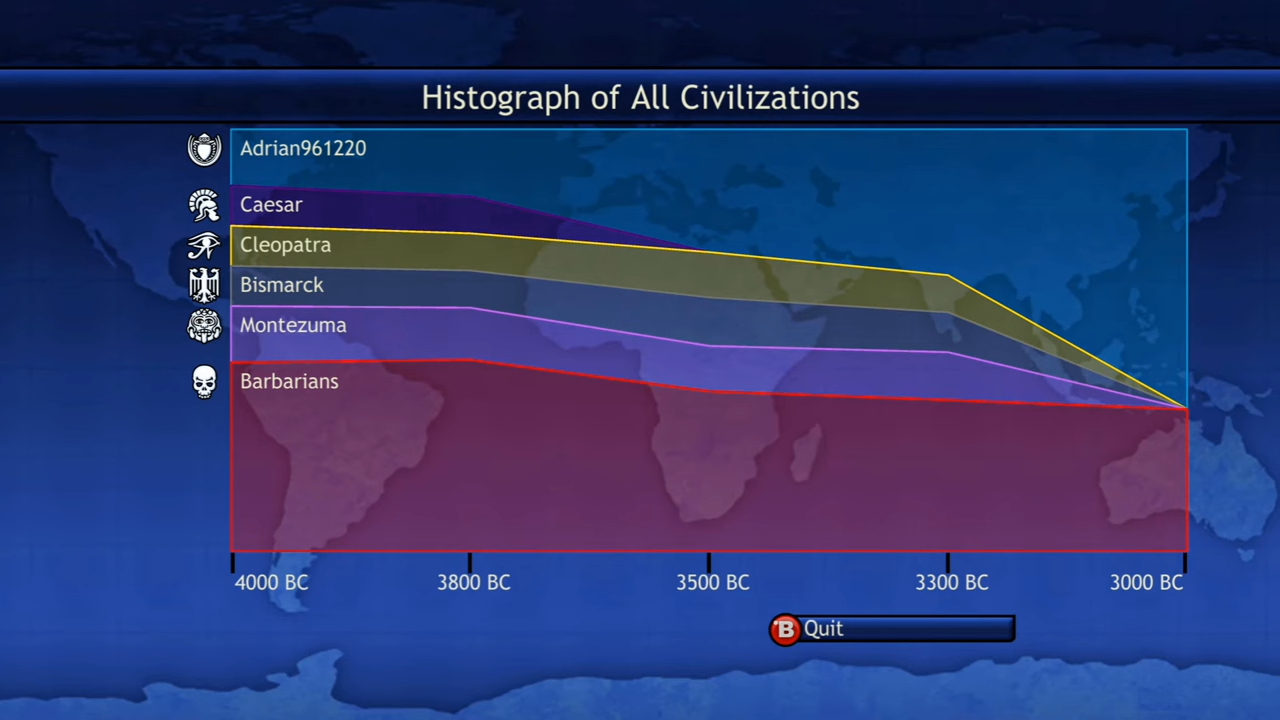 Histograph of All Civilizations
Adrian961220
Caesar
Cleopatra
Bismarck
Montezuma
Barbarians
4000 BC 3800 BC 3500 BC 3300 BC 3000 BC
B Quit